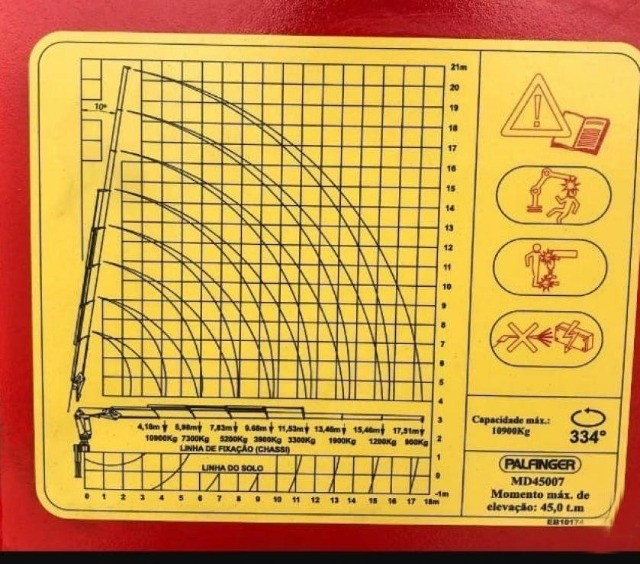 21m
20
19
10°
18
17
16
15
14
13
12
11
10
9
8
7
6
5
4
3
4,18m 5,98m 7,83m 9.68m 11,53m 13,46m 15,46m 17,51m
2
10900Kg 7300Kg 5200Kg 3900Kg 3300Kg 1900Kg 1200Kg 900Kg
LINHA DE FIXAÇÃO (CHASSI)
1
LINHA DO SOLO
0
-1m
0 1 2 3 4 5 6 7 8 9 10 11 12 13 14 15 16 17 18m
Capacidade máx.:
10900Kg
334°
PALFINGER
MD45007
Momento máx. de
elevação: 45,0 t.m